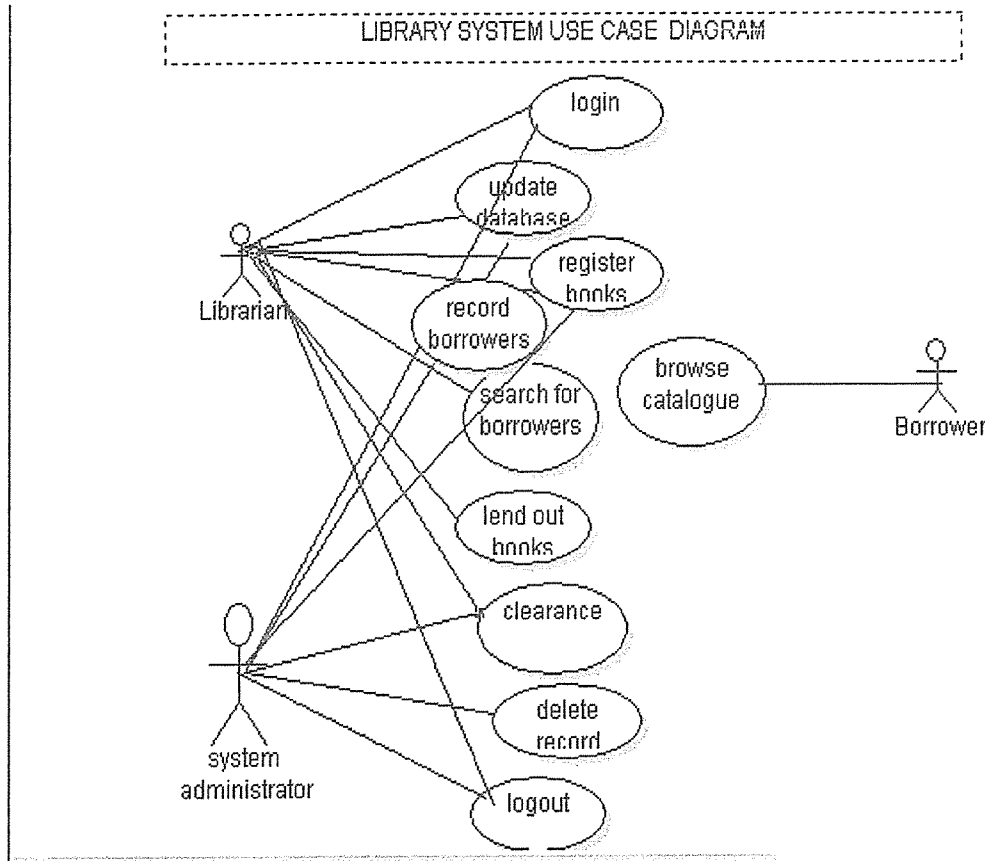 LIBRARY SYSTEM USE CASE DIAGRAM
login
update
database
register
books
Librarian
record
borrowers
browse
catalogue
search for
borrowers
Borrower
lend out
books
clearance
delete
record
system
administrator
logout